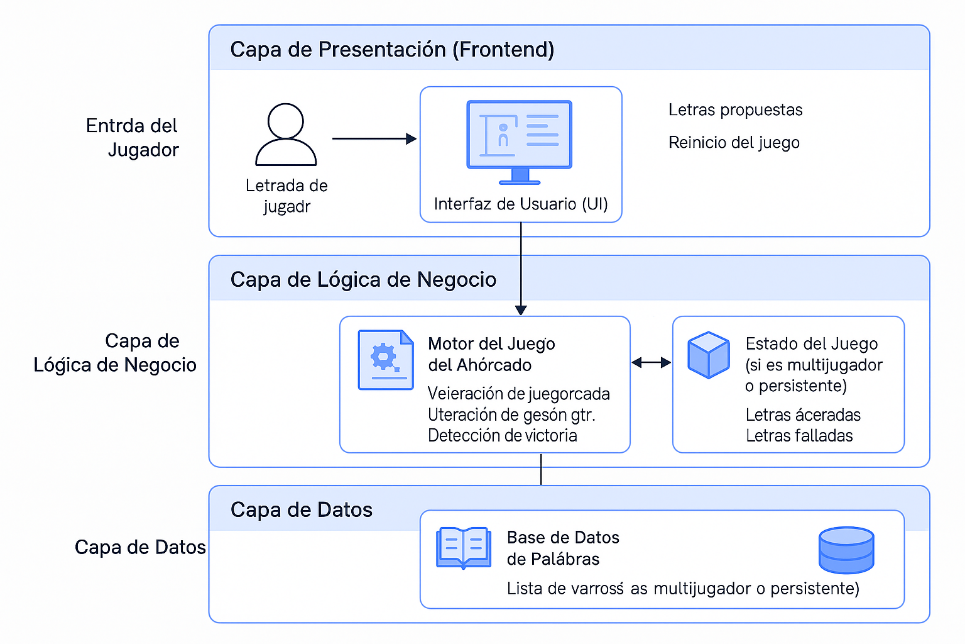 Capa de Presentación (Frontend)
Entrda del
Jugador
Letrada de
jugadr
Interfaz de Usuario (UI)
Letras propuestas
Reinicio del juego
Capa de Lógica de Negocio
Capa de
Lógica de Negocio
Motor del Juego
del Ahórcado
Veieración de juegorcada
Uteración de gesón gtr.
Detección de victoria
Estado del Juego
(si es multijugador
o persistente)
Letras áceradas
Letras falladas
Capa de Datos
Capa de Datos
Base de Datos
de Palábras
Lista de varrosś as multijugador o persistente)